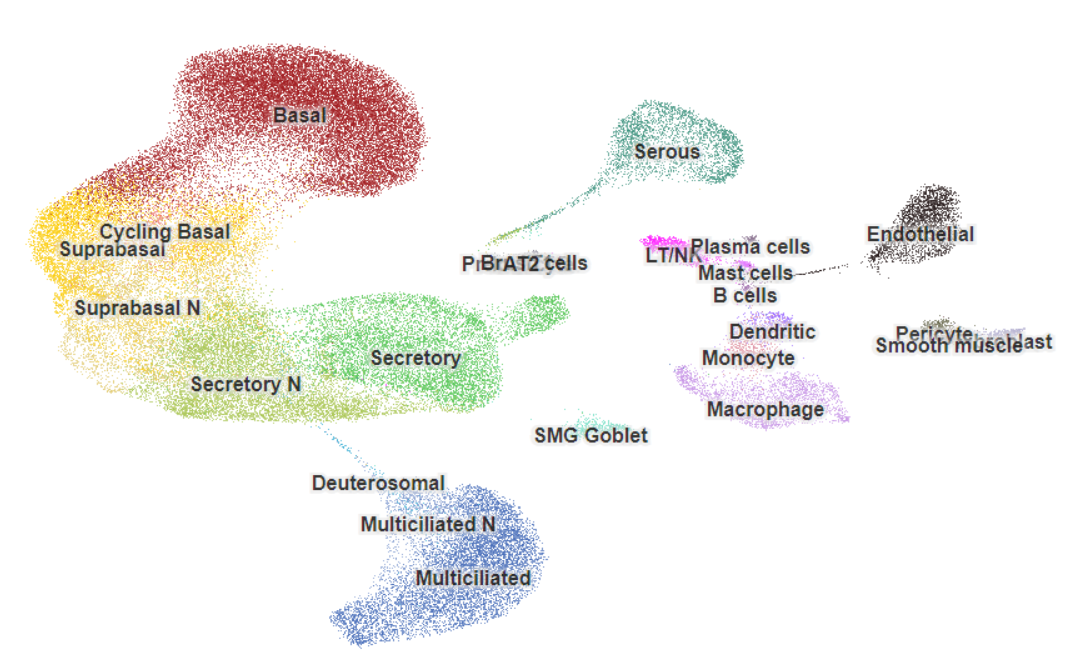 Basal
Serous
Cycling Basal
Suprabasal
Endothelial
Plasma cells
LT/NK
AT2 cells
Mast cells
B cells
Suprabasal N
Dendritic
Pericyte
Smooth muscle
Monocyte
Secretory
Secretory N
Macrophage
SMG Goblet
Deuterosomal
Multiciliated N
Multiciliated